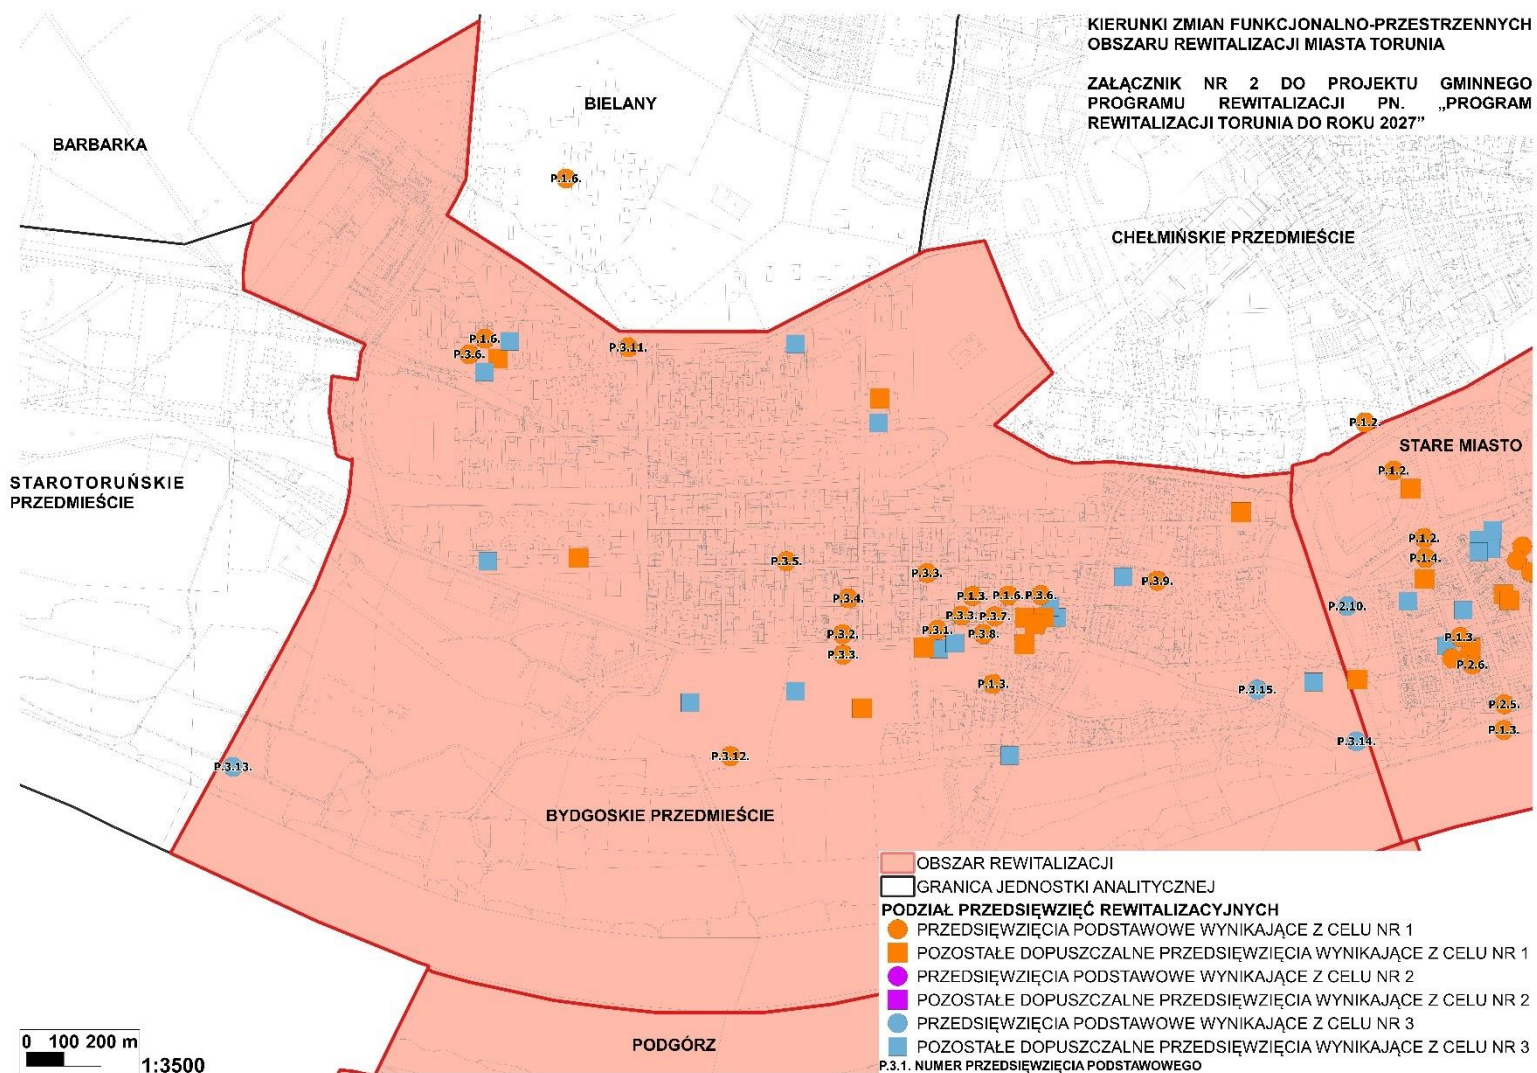 KIERUNKI ZMIAN FUNKCJONALNO-PRZESTRZENNYCH
OBSZARU REWITALIZACJI MIASTA TORUNIA
ZAŁĄCZNIK NR 2 DO PROJEKTU GMINNEGO
PROGRAMU REWITALIZACJI PN. „PROGRAM
REWITALIZACJI TORUNIA DO ROKU 2027”
BIELANY
BARBARKA
P.1.6.
CHEŁMIŃSKIE PRZEDMIEŚCIE
P.1.6.
P.3.6.
P.3.11.
P.1.2.
STARE MIASTO
P.1.2.
STAROTORUŃSKIE
PRZEDMIEŚCIE
P.1.2.
P.1.4.
P.3.5.
P.3.3.
P.3.9.
P.3.4.
P.1.3.
P.1.6.
P.3.6.
P.2.10.
P.3.3.
P.3.7.
P.3.1.
P.3.8.
P.3.2.
P.1.3.
P.3.3.
P.2.6.
P.1.3.
P.3.15.
P.2.5.
P.1.3.
P.3.14.
P.3.12.
P.3.13.
BYDGOSKIE PRZEDMIEŚCIE
PODGÓRZ
OBSZAR REWITALIZACJI
GRANICA JEDNOSTKI ANALITYCZNEJ
PODZIAŁ PRZEDSIĘWZIĘĆ REWITALIZACYJNYCH
PRZEDSIĘWZIĘCIA PODSTAWOWE WYNIKAJĄCE Z CELU NR 1
POZOSTAŁE DOPUSZCZALNE PRZEDSIĘWZIĘCIA WYNIKAJĄCE Z CELU NR 1
PRZEDSIĘWZIĘCIA PODSTAWOWE WYNIKAJĄCE Z CELU NR 2
POZOSTAŁE DOPUSZCZALNE PRZEDSIĘWZIĘCIA WYNIKAJĄCE Z CELU NR 2
PRZEDSIĘWZIĘCIA PODSTAWOWE WYNIKAJĄCE Z CELU NR 3
POZOSTAŁE DOPUSZCZALNE PRZEDSIĘWZIĘCIA WYNIKAJĄCE Z CELU NR 3
P.3.1. NUMER PRZEDSIĘWZIĘCIA PODSTAWOWEGO
0 100 200 m
1:3500